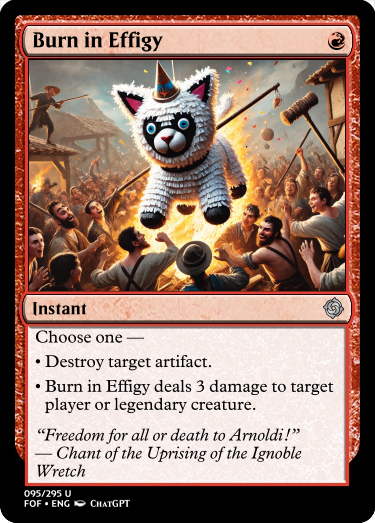 Burn in Effigy
Instant
Choose one —
• Destroy target artifact.
• Burn in Effigy deals 3 damage to target
player or legendary creature.
“Freedom for all or death to Arnoldi!”
— Chant of the Uprising of the Ignoble
Wretch
095/295 U
FOF • ENG ChatGPT